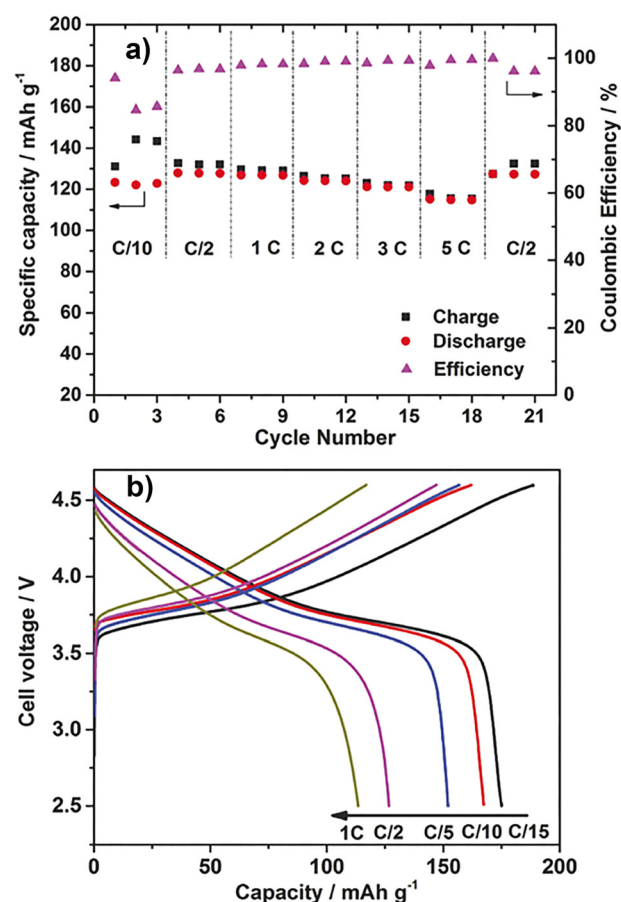 a)
200
180
160
140
120
100
80
60
40
20
Specific capacity / mAh g⁻¹
100
80
60
40
20
0
Coulombic Efficiency / %
C/10 C/2 1 C 2 C 3 C 5 C C/2
Charge
Discharge
Efficiency
0 3 6 9 12 15 18 21
Cycle Number
b)
4.5
4.0
3.5
3.0
2.5
Cell voltage / V
1C C/2 C/5 C/10 C/15
0 50 100 150 200
Capacity / mAh g⁻¹